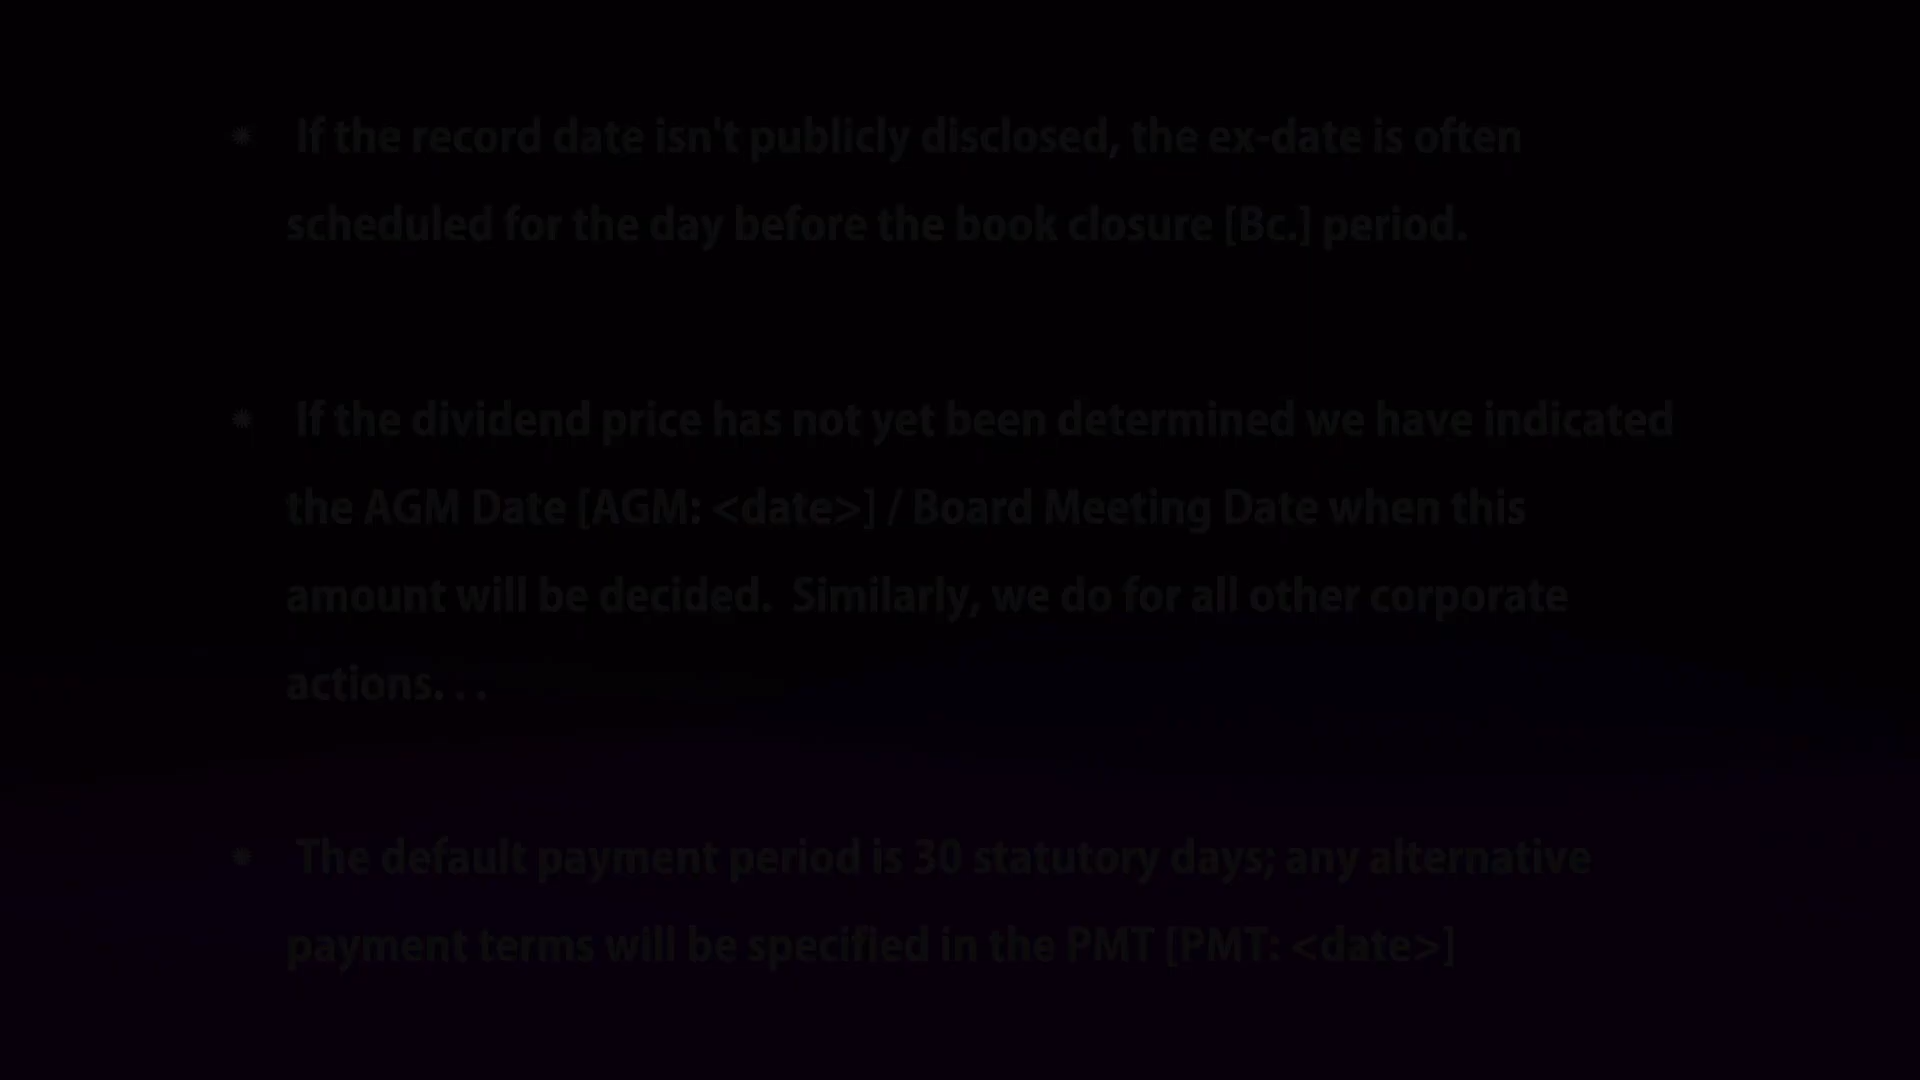 * If the record date isn't publicly disclosed, the ex-date is often
scheduled for the day before the book closure [Bc.] period.
* If the dividend price has not yet been determined we have indicated
the AGM Date [AGM: <date>] / Board Meeting Date when this
amount will be decided.  Similarly, we do for all other corporate
actions. . .
* The default payment period is 30 statutory days; any alternative
payment terms will be specified in the PMT [PMT: <date>]